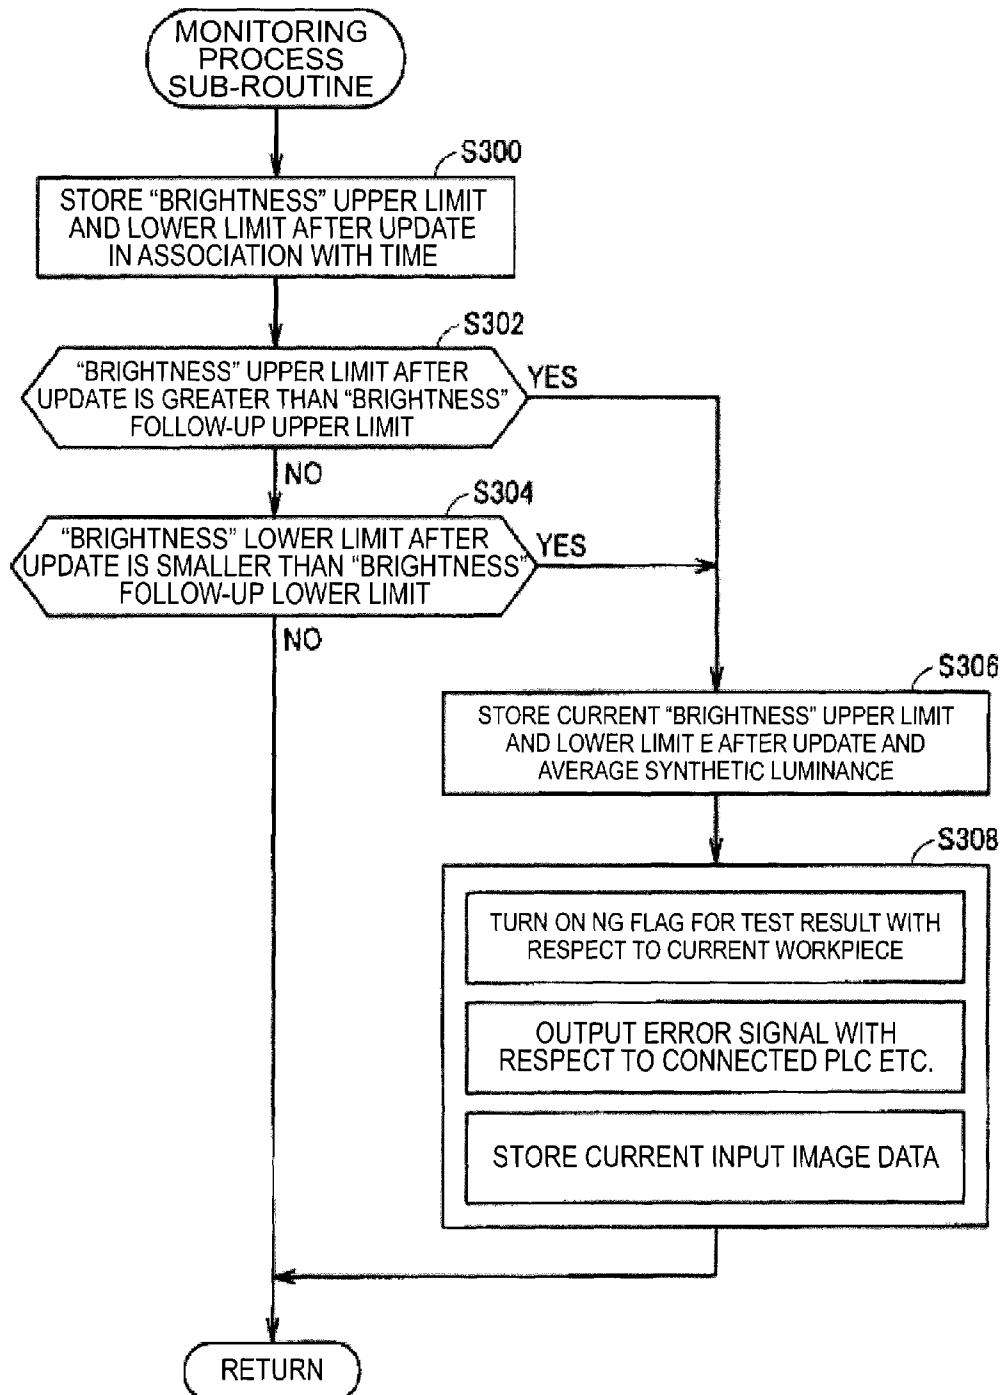 MONITORING
PROCESS
SUB-ROUTINE
S300
STORE “BRIGHTNESS” UPPER LIMIT
AND LOWER LIMIT AFTER UPDATE
IN ASSOCIATION WITH TIME
S302
“BRIGHTNESS” UPPER LIMIT AFTER
UPDATE IS GREATER THAN “BRIGHTNESS”
FOLLOW-UP UPPER LIMIT
YES
NO
S304
“BRIGHTNESS” LOWER LIMIT AFTER
UPDATE IS SMALLER THAN “BRIGHTNESS”
FOLLOW-UP LOWER LIMIT
YES
NO
S306
STORE CURRENT “BRIGHTNESS” UPPER LIMIT
AND LOWER LIMIT E AFTER UPDATE AND
AVERAGE SYNTHETIC LUMINANCE
S308
TURN ON NG FLAG FOR TEST RESULT WITH
RESPECT TO CURRENT WORKPIECE
OUTPUT ERROR SIGNAL WITH
RESPECT TO CONNECTED PLC ETC.
STORE CURRENT INPUT IMAGE DATA
RETURN